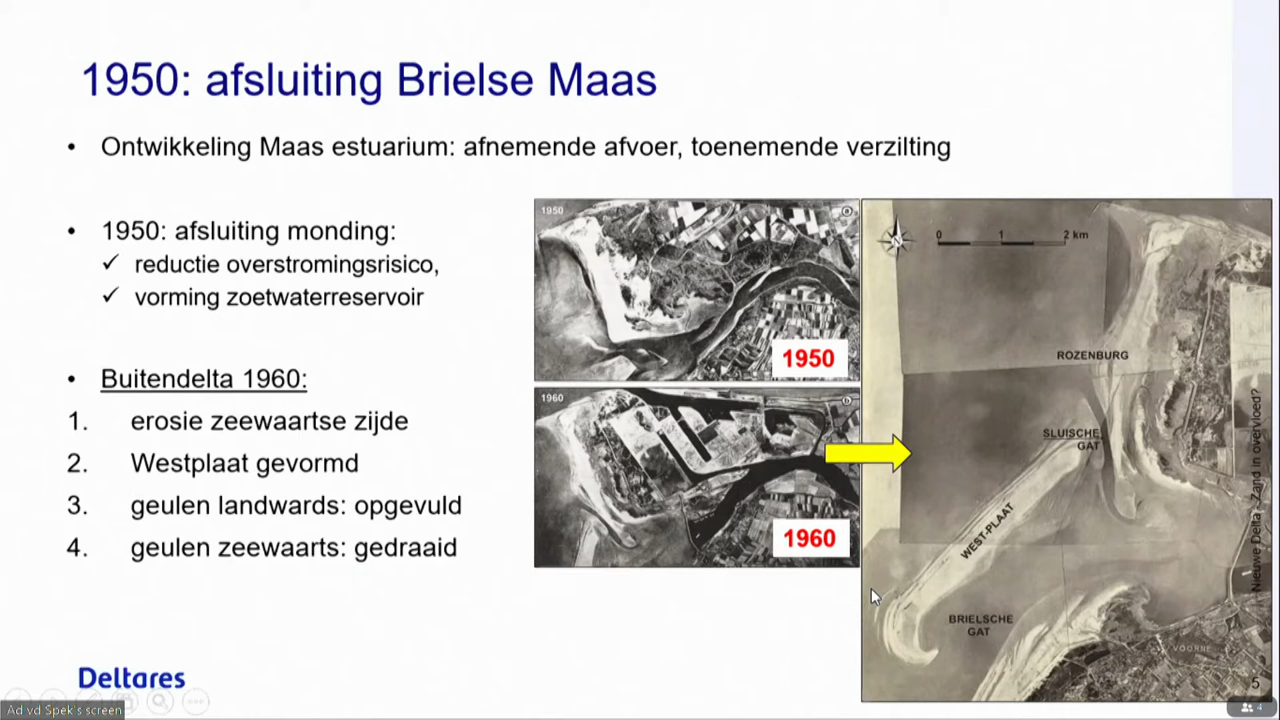 1950: afsluiting Brielse Maas
• Ontwikkeling Maas estuarium: afnemende afvoer, toenemende verzilting
• 1950: afsluiting monding:
✓ reductie overstromingsrisico,
✓ vorming zoetwaterreservoir
• Buitendelta 1960:
1. erosie zeewaartse zijde
2. Westplaat gevormd
3. geulen landwards: opgevuld
4. geulen zeewaarts: gedraaid
1950
a
1950
1960
b
1960
N
0 1 2 km
ROZENBURG
SLUISCHE
GAT
WEST-PLAAT
BRIELSCHE
GAT
VOORNE
Nieuwe Delta - Zand in overvloed?
5
Deltares
Ad vd Spek's screen
4